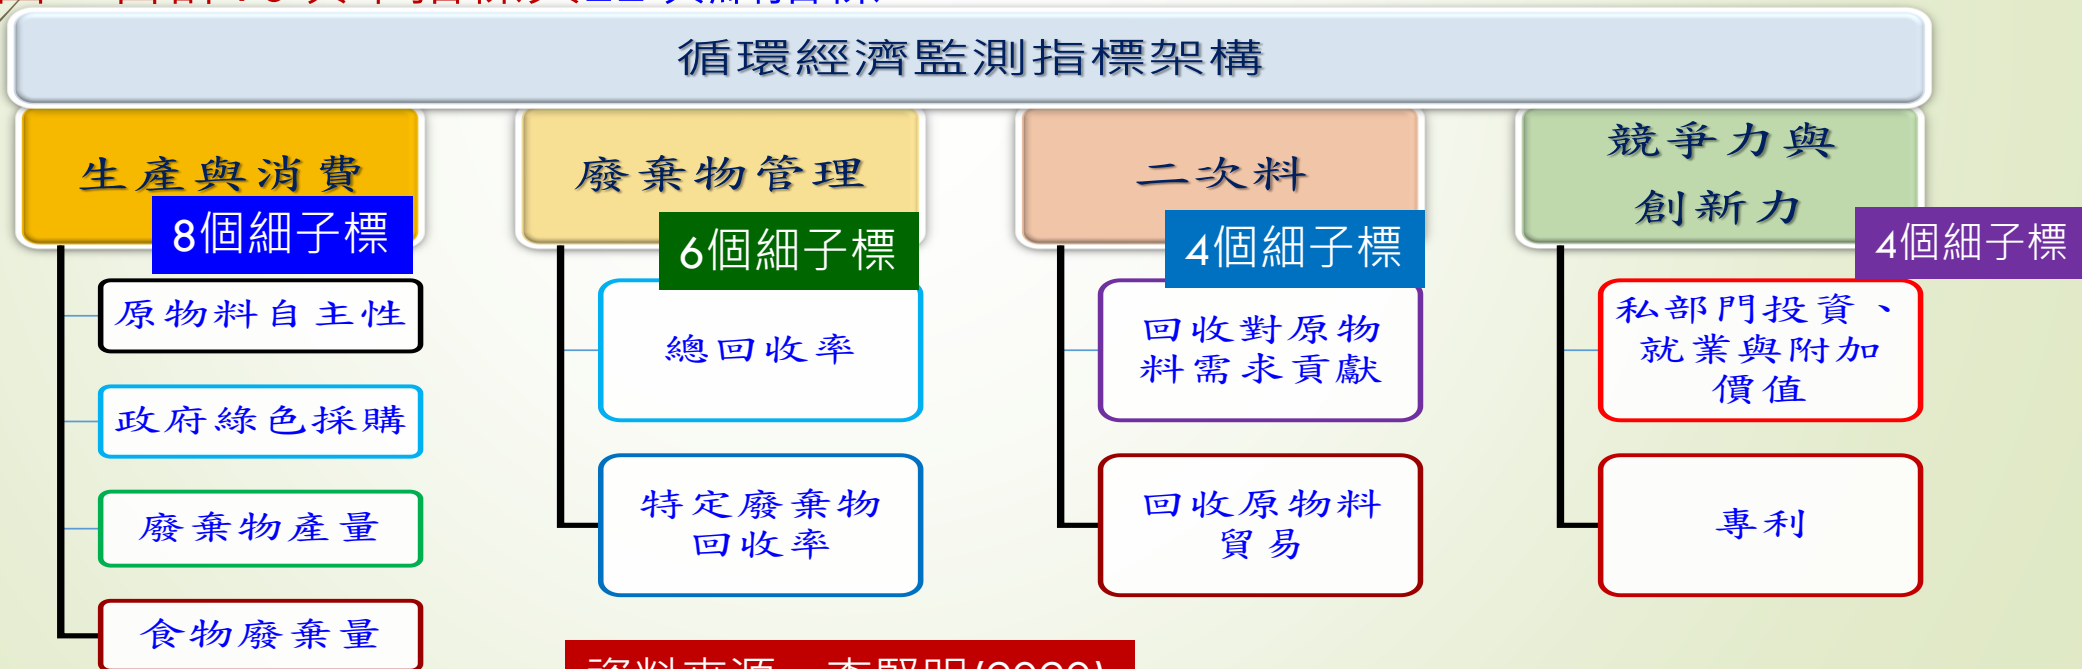 循環經濟監測指標架構
生產與消費
8個細子標
原物料自主性
政府綠色採購
廢棄物產量
食物廢棄量
廢棄物管理
6個細子標
總回收率
特定廢棄物
回收率
二次料
4個細子標
回收對原物
料需求貢獻
回收原物料
貿易
競爭力與
創新力
4個細子標
私部門投資、
就業與附加
價值
專利